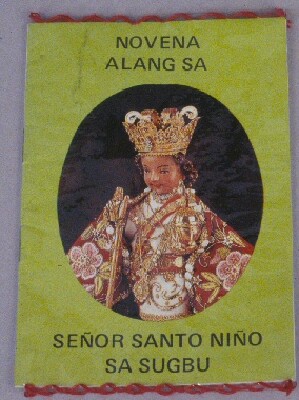 NOVENA
ALANG SA
SEÑOR SANTO NIÑO
SA SUGBU